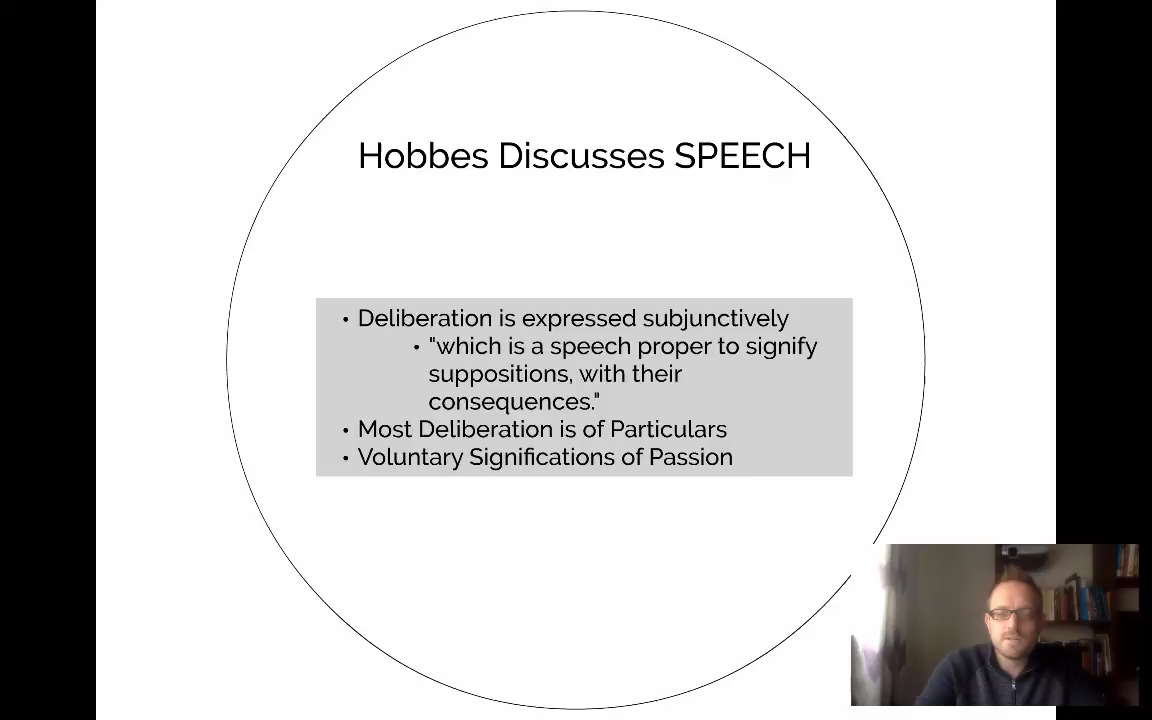 Hobbes Discusses SPEECH
• Deliberation is expressed subjunctively
• "which is a speech proper to signify
suppositions, with their
consequences."
• Most Deliberation is of Particulars
• Voluntary Significations of Passion